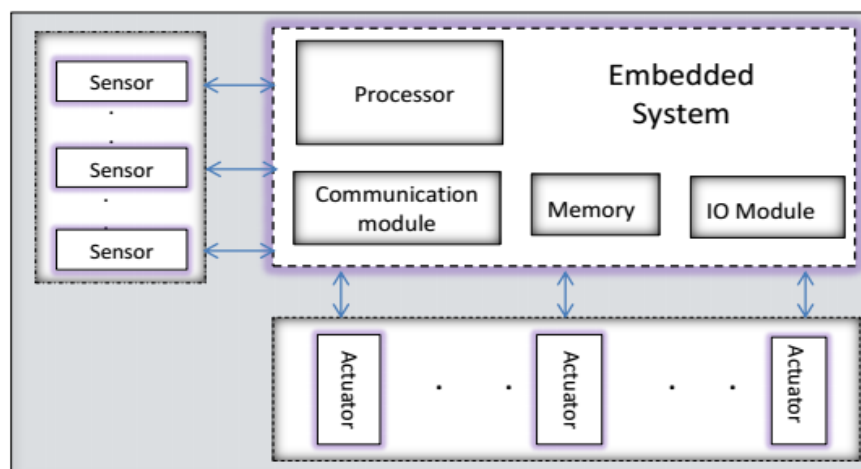 Sensor
Sensor
Sensor
Processor
Embedded
System
Communication
module
Memory
IO Module
Actuator
Actuator
Actuator